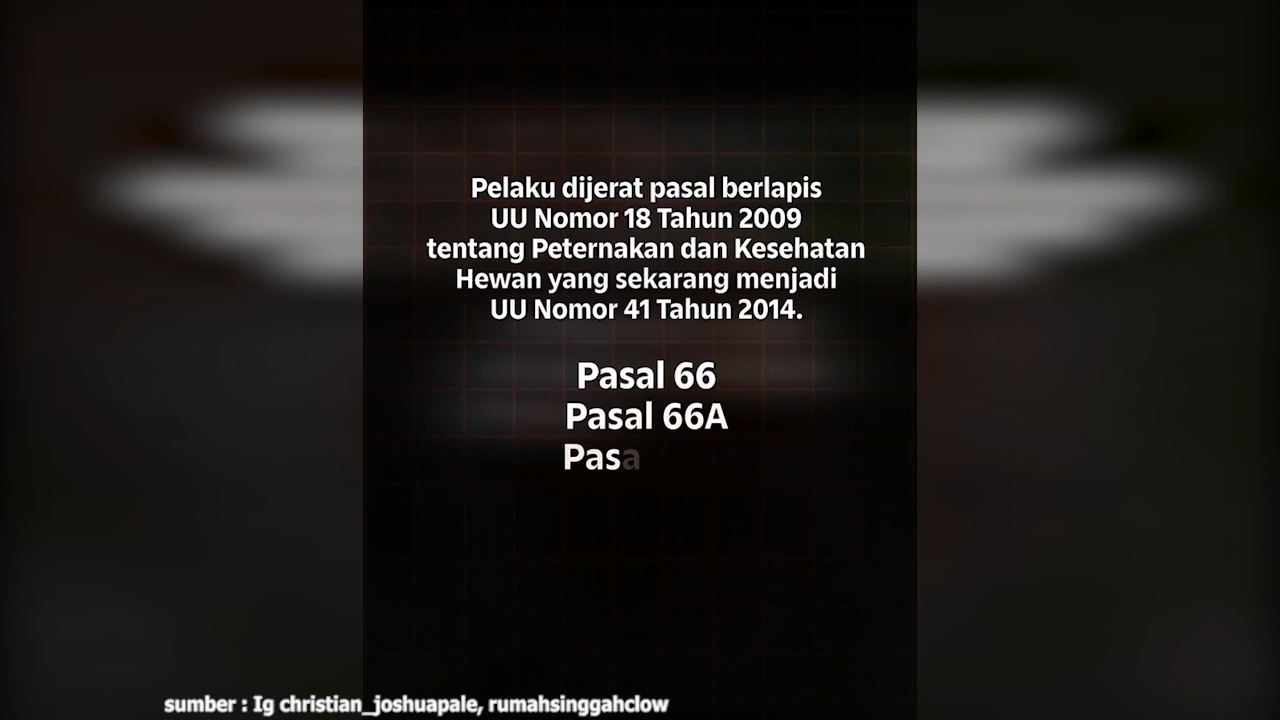 Pelaku dijerat pasal berlapis
UU Nomor 18 Tahun 2009
tentang Peternakan dan Kesehatan
Hewan yang sekarang menjadi
UU Nomor 41 Tahun 2014.
Pasal 66
Pasal 66A
Pasa
sumber : Ig christian_joshuapale, rumahsinggahclow